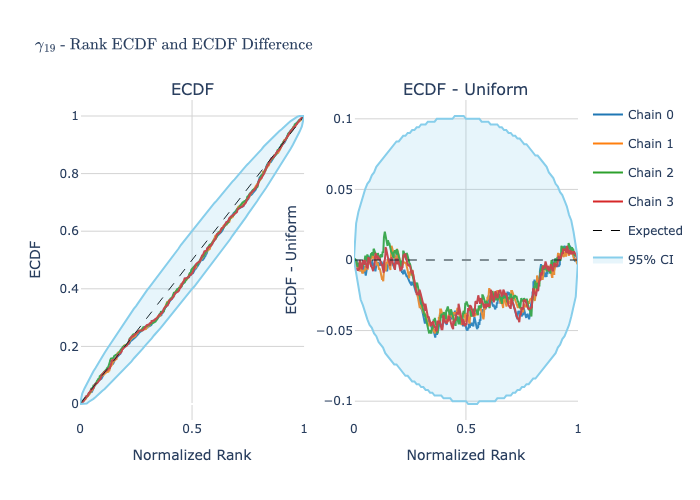 γ19 - Rank ECDF and ECDF Difference
ECDF
ECDF - Uniform
ECDF
1
0.8
0.6
0.4
0.2
0
0
0.5
1
Normalized Rank
ECDF - Uniform
0.1
0.05
0
−0.05
−0.1
0
0.5
1
Normalized Rank
Chain 0
Chain 1
Chain 2
Chain 3
Expected
95% CI